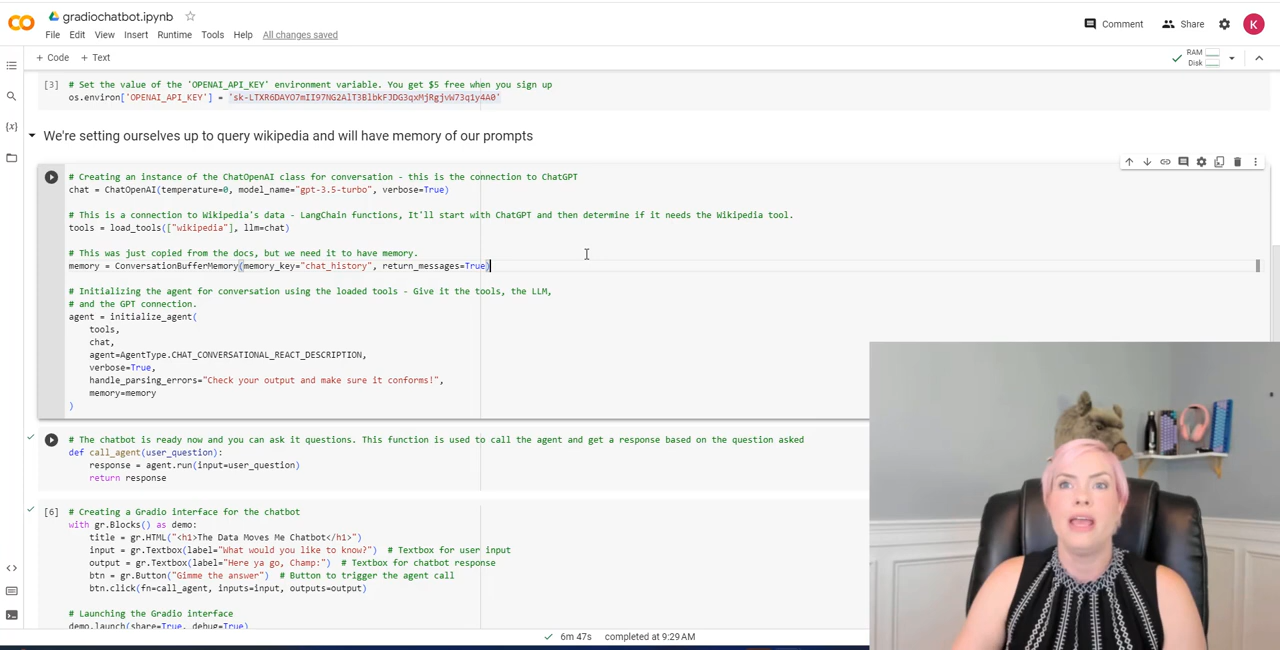 gradiochatbot.ipynb
Comment
Share
K
File Edit View Insert Runtime Tools Help All changes saved
+ Code + Text
RAM
Disk
[3] # Set the value of the 'OPENAI_API_KEY' environment variable. You get $5 free when you sign up
os.environ['OPENAI_API_KEY'] = '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'
We're setting ourselves up to query wikipedia and will have memory of our prompts
# Creating an instance of the ChatOpenAI class for conversation - this is the connection to ChatGPT
chat = ChatOpenAI(temperature=0, model_name="gpt-3.5-turbo", verbose=True)
# This is a connection to Wikipedia's data - LangChain functions, It'll start with ChatGPT and then determine if it needs the Wikipedia tool.
tools = load_tools(["wikipedia"], llm=chat)
# This was just copied from the docs, but we need it to have memory.
memory = ConversationBufferMemory(memory_key="chat_history", return_messages=True)
# Initializing the agent for conversation using the loaded tools - Give it the tools, the LLM,
# and the GPT connection.
agent = initialize_agent(
tools,
chat,
agent=AgentType.CHAT_CONVERSATIONAL_REACT_DESCRIPTION,
verbose=True,
handle_parsing_errors="Check your output and make sure it conforms!",
memory=memory
)
# The chatbot is ready now and you can ask it questions. This function is used to call the agent and get a response based on the question asked
def call_agent(user_question):
response = agent.run(input=user_question)
return response
[6] # Creating a Gradio interface for the chatbot
with gr.Blocks() as demo:
title = gr.HTML("<h1>The Data Moves Me Chatbot</h1>")
input = gr.Textbox(label="What would you like to know?") # Textbox for user input
output = gr.Textbox(label="Here ya go, Champ:") # Textbox for chatbot response
btn = gr.Button("Gimme the answer") # Button to trigger the agent call
btn.click(fn=call_agent, inputs=input, outputs=output)
# Launching the Gradio interface
demo.launch(share=True, debug=True)
6m 47s completed at 9:29 AM